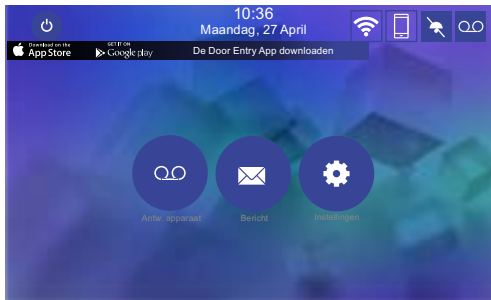 10:36
Maandag, 27 April
Download on the
App Store
GET IT ON
Google play
De Door Entry App downloaden
Antw. apparaat
Bericht
Instellingen